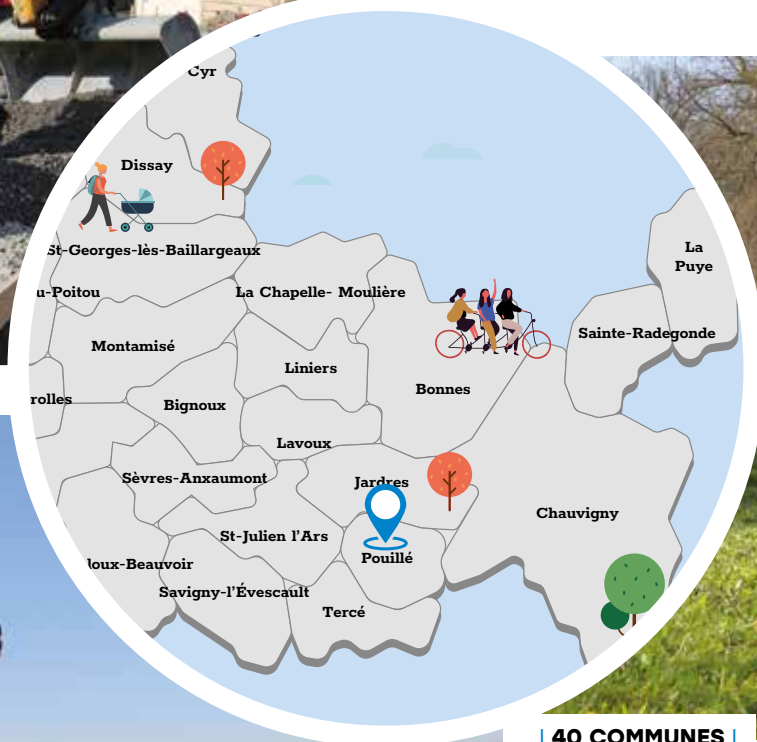 Cyr
Dissay
St-Georges-lès-Baillargeaux
La
Puye
u-Poitou
La Chapelle- Moulière
Sainte-Radegonde
Montamisé
Liniers
Bonnes
rolles
Bignoux
Lavoux
Sèvres-Anxaumont
Jardres
Chauvigny
St-Julien l'Ars
Pouillé
loux-Beauvoir
Savigny-l'Évescault
Tercé
| 40 COMMUNES |